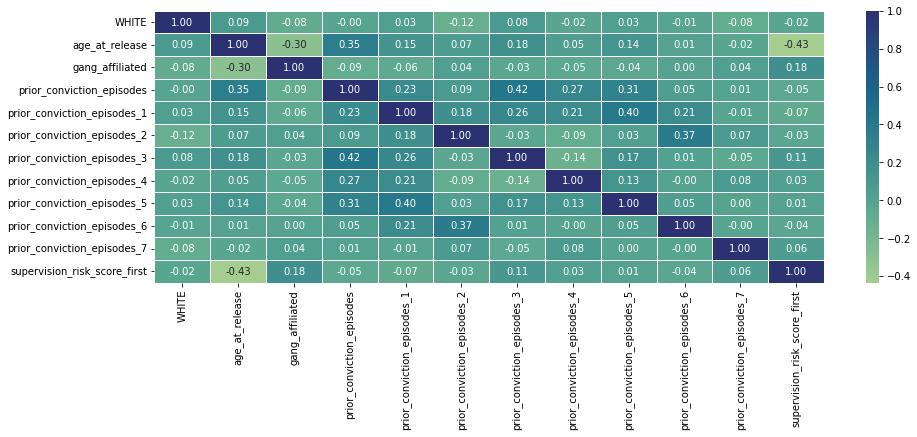 WHITE 1.00 0.09 -0.08 -0.00 0.03 -0.12 0.08 -0.02 0.03 -0.01 -0.08 -0.02
age_at_release 0.09 1.00 -0.30 0.35 0.15 0.07 0.18 0.05 0.14 0.01 -0.02 -0.43
gang_affiliated -0.08 -0.30 1.00 -0.09 -0.06 0.04 -0.03 -0.05 -0.04 0.00 0.04 0.18
prior_conviction_episodes -0.00 0.35 -0.09 1.00 0.23 0.09 0.42 0.27 0.31 0.05 0.01 -0.05
prior_conviction_episodes_1 0.03 0.15 -0.06 0.23 1.00 0.18 0.26 0.21 0.40 0.21 -0.01 -0.07
prior_conviction_episodes_2 -0.12 0.07 0.04 0.09 0.18 1.00 -0.03 -0.09 0.03 0.37 0.07 -0.03
prior_conviction_episodes_3 0.08 0.18 -0.03 0.42 0.26 -0.03 1.00 -0.14 0.17 0.01 -0.05 0.11
prior_conviction_episodes_4 -0.02 0.05 -0.05 0.27 0.21 -0.09 -0.14 1.00 0.13 -0.00 0.08 0.03
prior_conviction_episodes_5 0.03 0.14 -0.04 0.31 0.40 0.03 0.17 0.13 1.00 0.05 0.00 0.01
prior_conviction_episodes_6 -0.01 0.01 0.00 0.05 0.21 0.37 0.01 -0.00 0.05 1.00 -0.00 -0.04
prior_conviction_episodes_7 -0.08 -0.02 0.04 0.01 -0.01 0.07 -0.05 0.08 0.00 -0.00 1.00 0.06
supervision_risk_score_first -0.02 -0.43 0.18 -0.05 -0.07 -0.03 0.11 0.03 0.01 -0.04 0.06 1.00
WHITE
age_at_release
gang_affiliated
prior_conviction_episodes
prior_conviction_episodes_1
prior_conviction_episodes_2
prior_conviction_episodes_3
prior_conviction_episodes_4
prior_conviction_episodes_5
prior_conviction_episodes_6
prior_conviction_episodes_7
supervision_risk_score_first
1.0
0.8
0.6
0.4
0.2
0.0
−0.2
−0.4